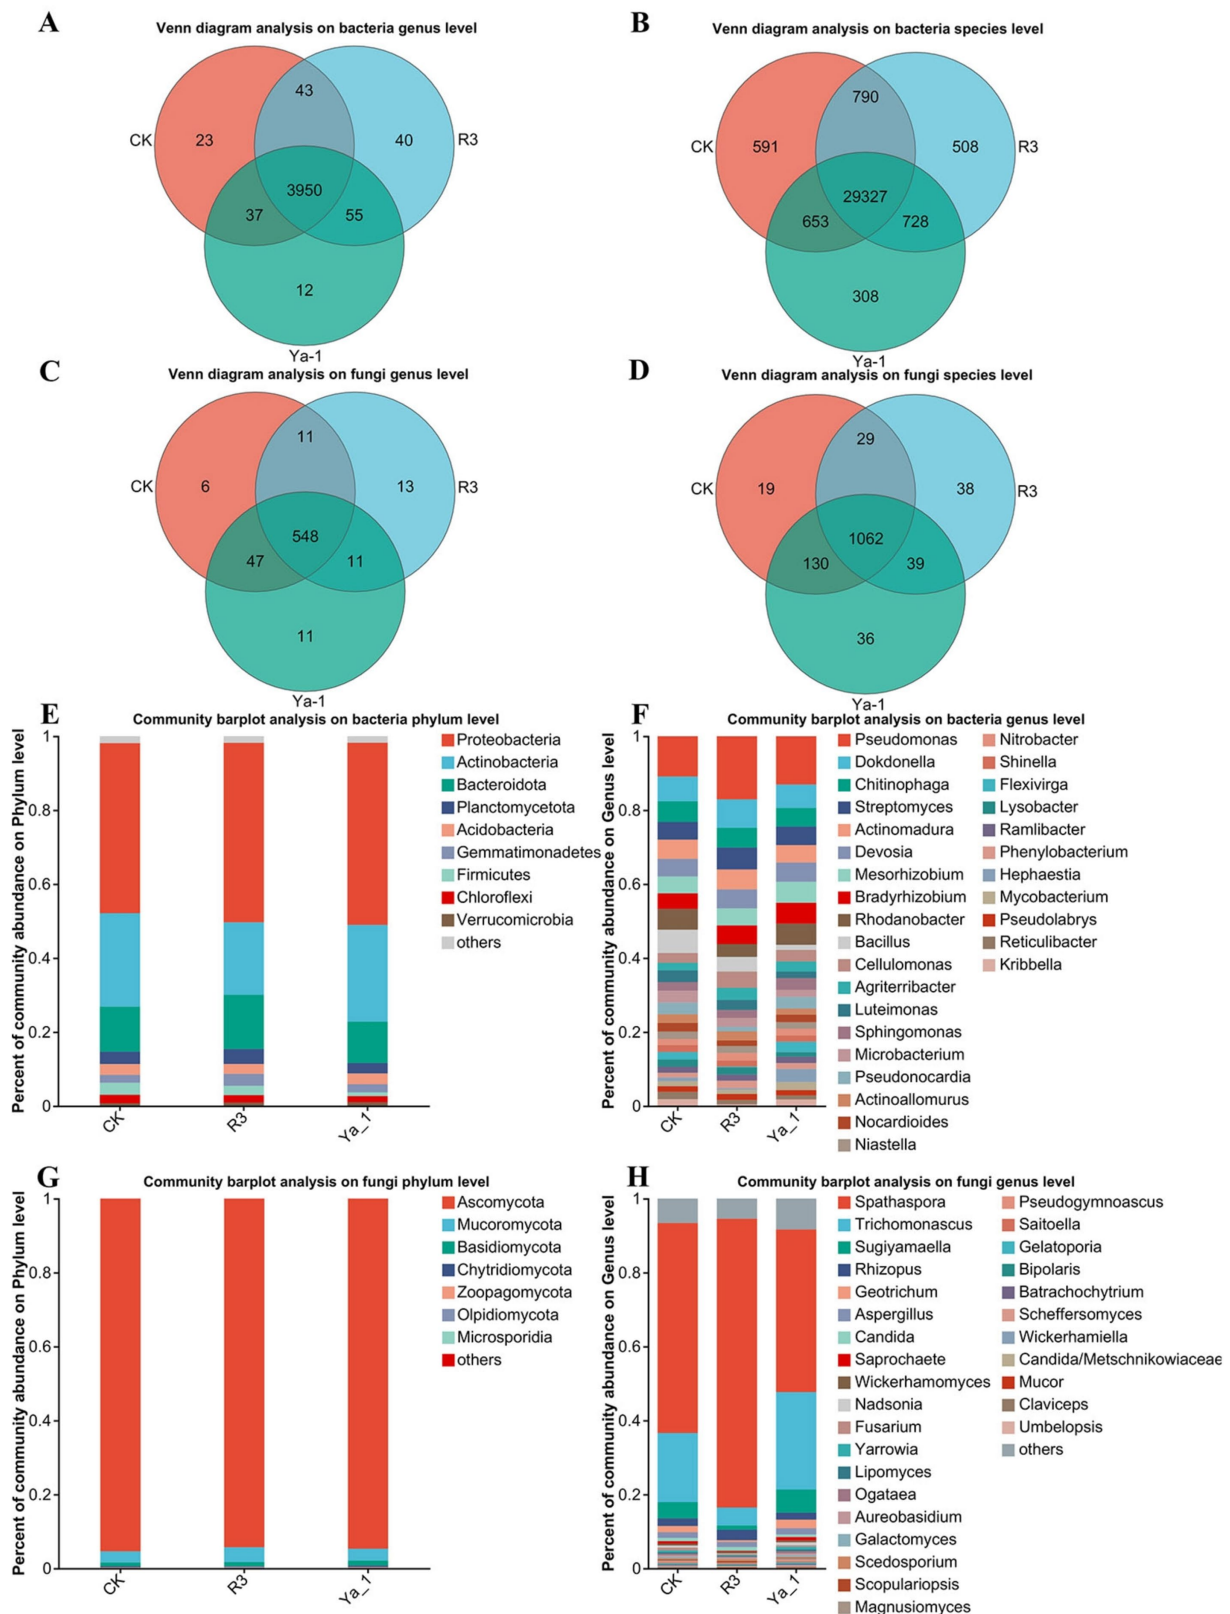 A
Venn diagram analysis on bacteria genus level
CK
R3
Ya-1
23
43
40
3950
37
55
12
B
Venn diagram analysis on bacteria species level
CK
R3
Ya-1
591
790
508
29327
653
728
308
C
Venn diagram analysis on fungi genus level
CK
R3
Ya-1
6
11
13
548
47
11
11
D
Venn diagram analysis on fungi species level
CK
R3
Ya-1
19
29
38
1062
130
39
36
E
Community barplot analysis on bacteria phylum level
Percent of community abundance on Phylum level
1
0.8
0.6
0.4
0.2
0
CK
R3
Ya_1
Proteobacteria
Actinobacteria
Bacteroidota
Planctomycetota
Acidobacteria
Gemmatimonadetes
Firmicutes
Chloroflexi
Verrucomicrobia
others
F
Community barplot analysis on bacteria genus level
Percent of community abundance on Genus level
1
0.8
0.6
0.4
0.2
0
CK
R3
Ya_1
Pseudomonas
Dokdonella
Chitinophaga
Streptomyces
Actinomadura
Devosia
Mesorhizobium
Bradyrhizobium
Rhodanobacter
Bacillus
Cellulomonas
Agriterribacter
Luteimonas
Sphingomonas
Microbacterium
Pseudonocardia
Actinoallomurus
Nocardioides
Niastella
Nitrobacter
Shinella
Flexivirga
Lysobacter
Ramlibacter
Phenylobacterium
Hephaestia
Mycobacterium
Pseudolabrys
Reticulibacter
Kribbella
G
Community barplot analysis on fungi phylum level
Percent of community abundance on Phylum level
1
0.8
0.6
0.4
0.2
0
CK
R3
Ya_1
Ascomycota
Mucoromycota
Basidiomycota
Chytridiomycota
Zoopagomycota
Olpidiomycota
Microsporidia
others
H
Community barplot analysis on fungi genus level
Percent of community abundance on Genus level
1
0.8
0.6
0.4
0.2
0
CK
R3
Ya_1
Spathaspora
Trichomonascus
Sugiyamaella
Rhizopus
Geotrichum
Aspergillus
Candida
Saprochaete
Wickerhamomyces
Nadsonia
Fusarium
Yarrowia
Lipomyces
Ogataea
Aureobasidium
Galactomyces
Scedosporium
Scopulariopsis
Magnusiomyces
Pseudogymnoascus
Saitoella
Gelatoporia
Bipolaris
Batrachochytrium
Scheffersomyces
Wickerhamiella
Candida/Metschnikowiaceae
Mucor
Claviceps
Umbelopsis
others